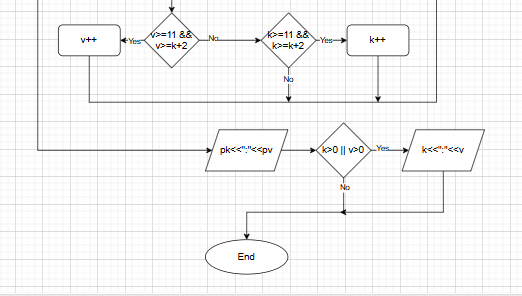 v++
Yes
v>=11 &&
v>=k+2
No
k>=11 &&
k>=k+2
Yes
k++
No
pk<<":"<<pv
k>0 || v>0
Yes
k<<":"<<v
No
End